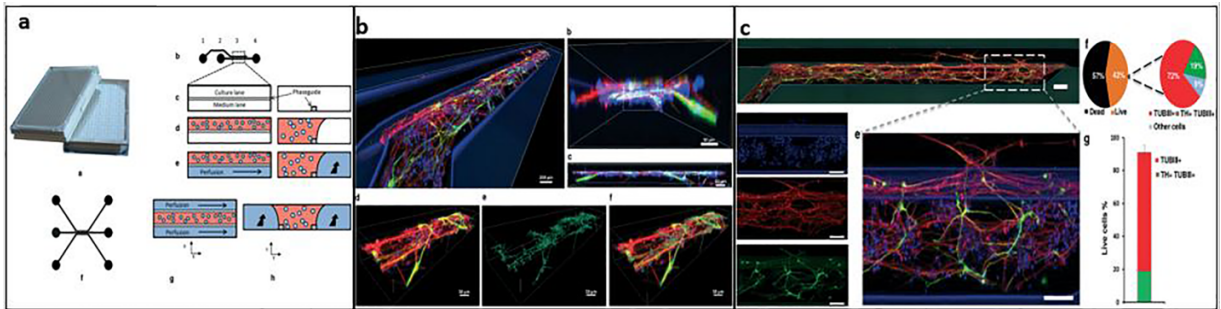 a
1 2 3 4
b
Culture lane
Medium lane
Phaseguide
c
d
e
Perfusion
a
Perfusion
Perfusion
f
g
h
b
b
c
d
e
f
c
57%
42%
72%
19%
Dead
Live
TUBIII+
TH+ TUBIII+
Other cells
f
e
g
TUBIII+
TH+ TUBIII+
Live cells %
100
80
60
40
20
0